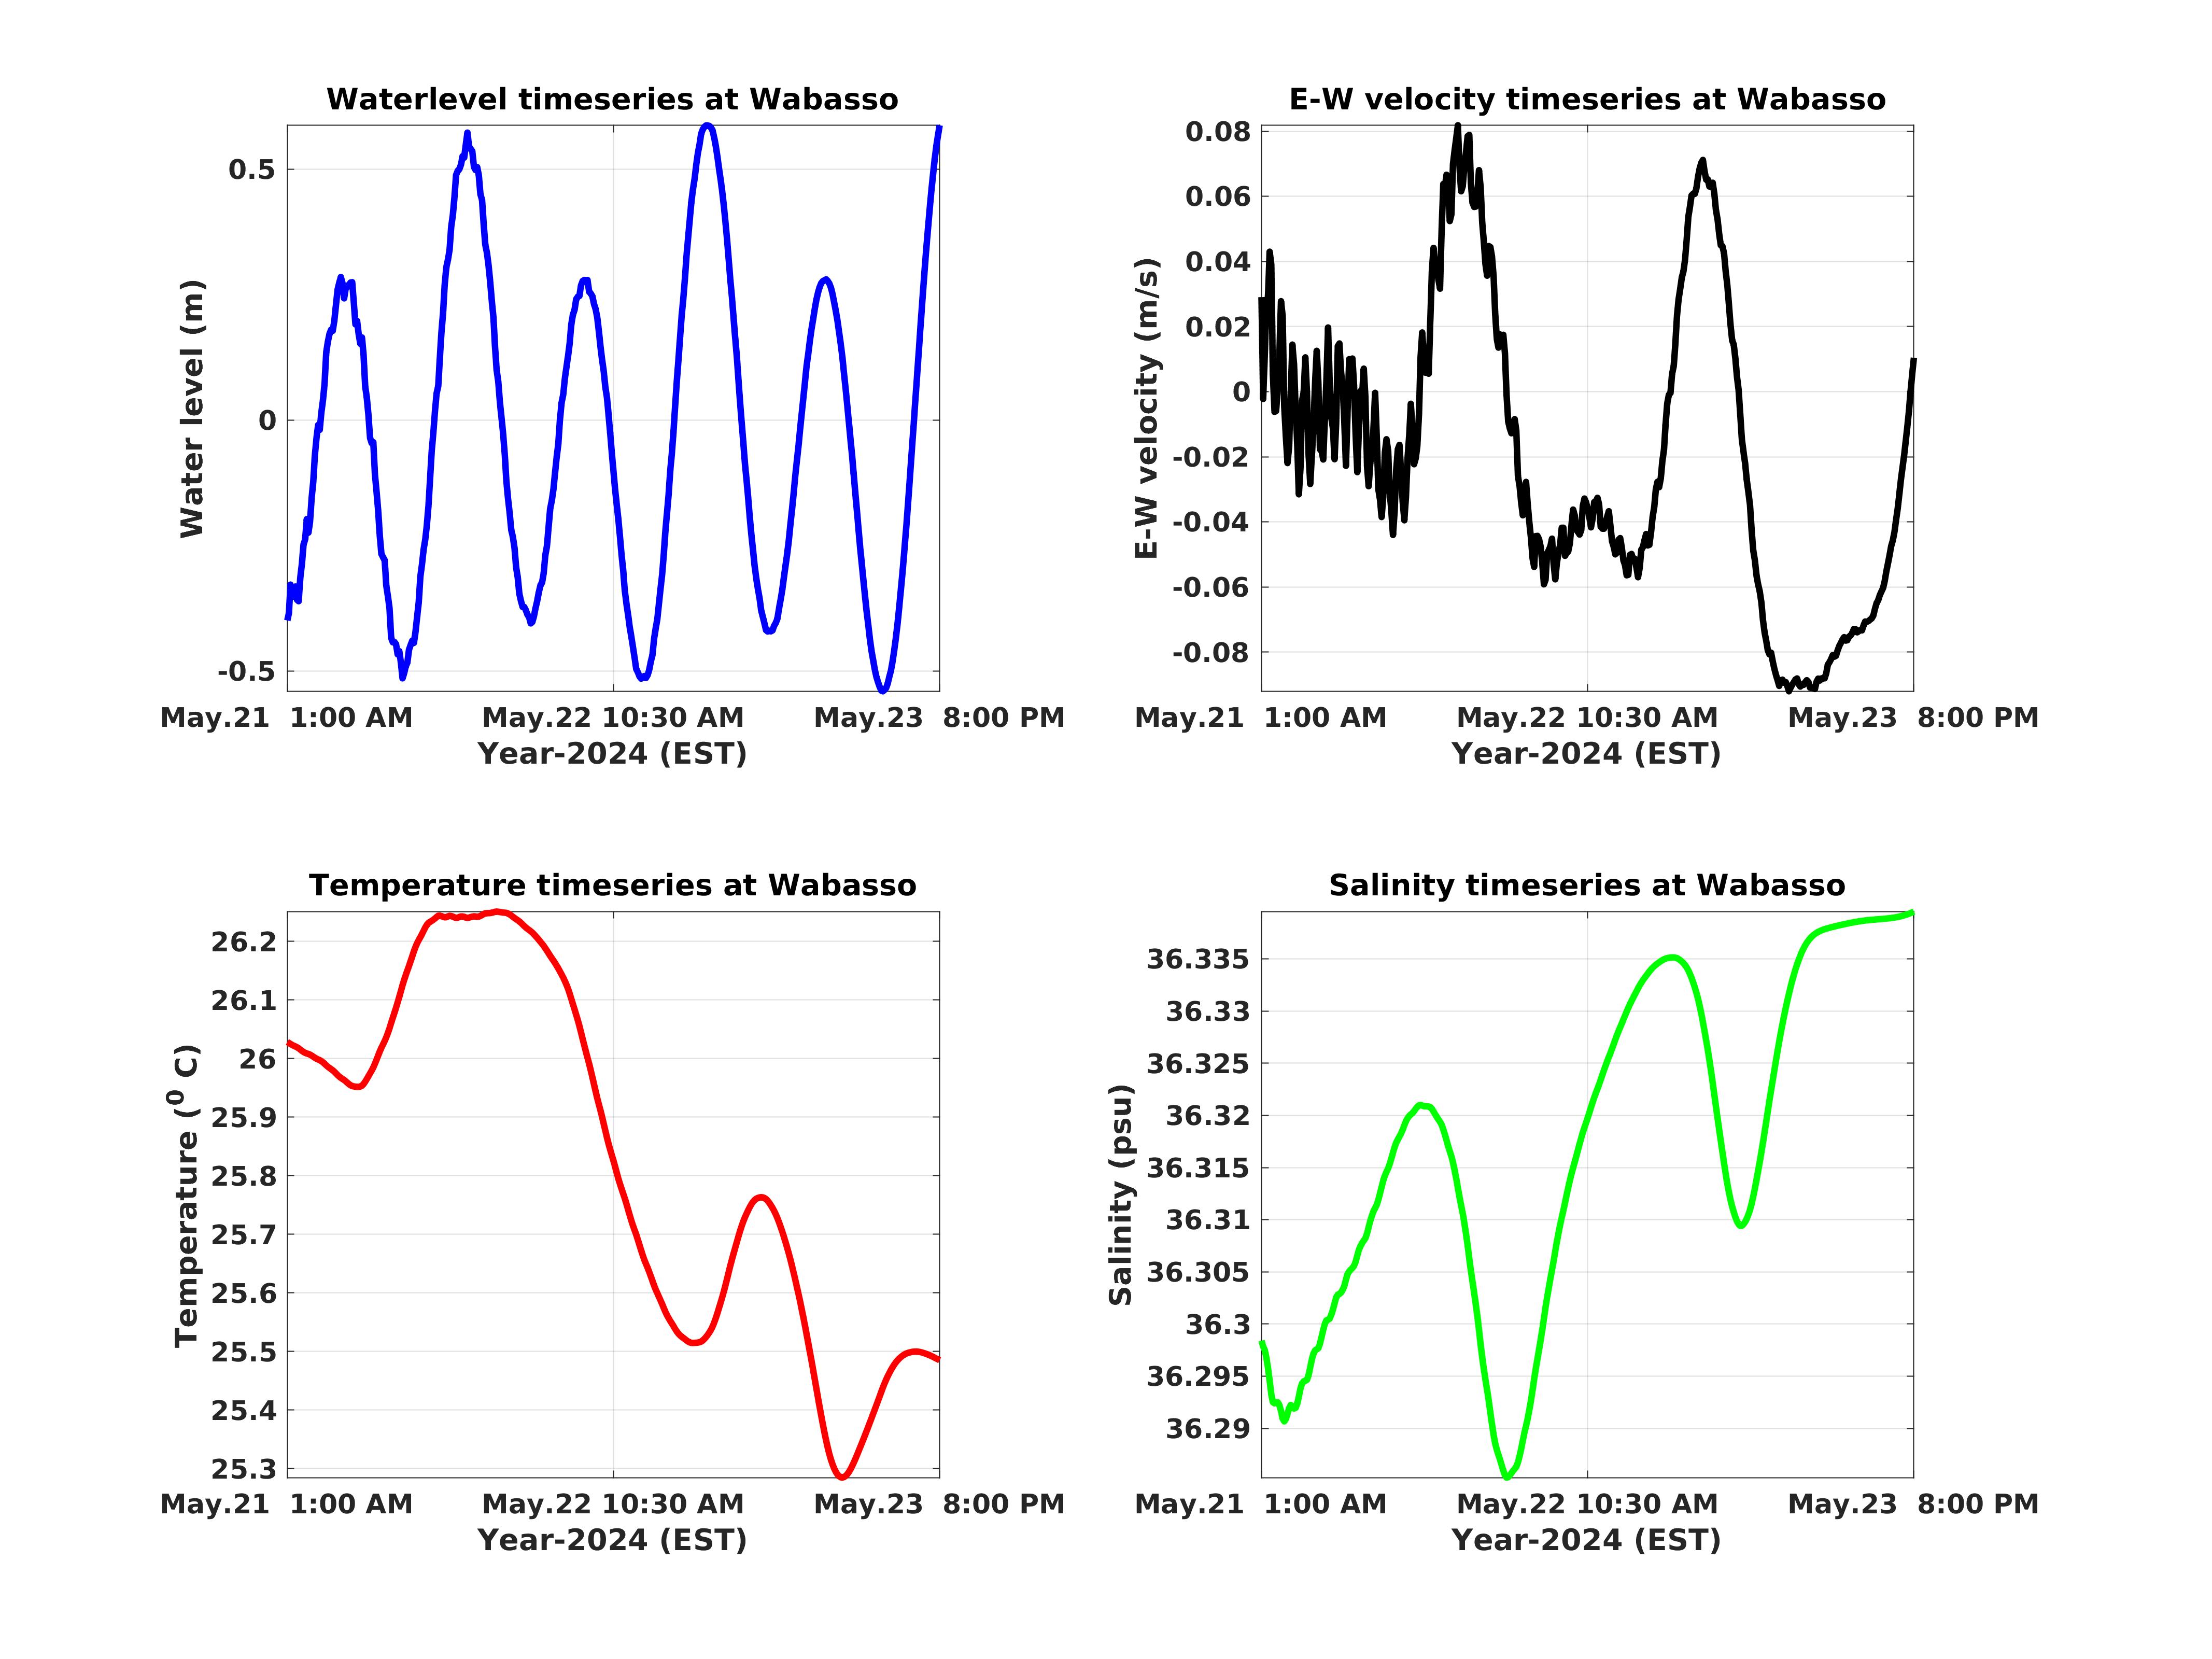 Waterlevel timeseries at Wabasso
Water level (m)
0.5
0
-0.5
May.21 1:00 AM
May.22 10:30 AM
May.23 8:00 PM
Year-2024 (EST)
E-W velocity timeseries at Wabasso
E-W velocity (m/s)
0.08
0.06
0.04
0.02
0
-0.02
-0.04
-0.06
-0.08
May.21 1:00 AM
May.22 10:30 AM
May.23 8:00 PM
Year-2024 (EST)
Temperature timeseries at Wabasso
Temperature (⁰ C)
26.2
26.1
26
25.9
25.8
25.7
25.6
25.5
25.4
25.3
May.21 1:00 AM
May.22 10:30 AM
May.23 8:00 PM
Year-2024 (EST)
Salinity timeseries at Wabasso
Salinity (psu)
36.335
36.33
36.325
36.32
36.315
36.31
36.305
36.3
36.295
36.29
May.21 1:00 AM
May.22 10:30 AM
May.23 8:00 PM
Year-2024 (EST)